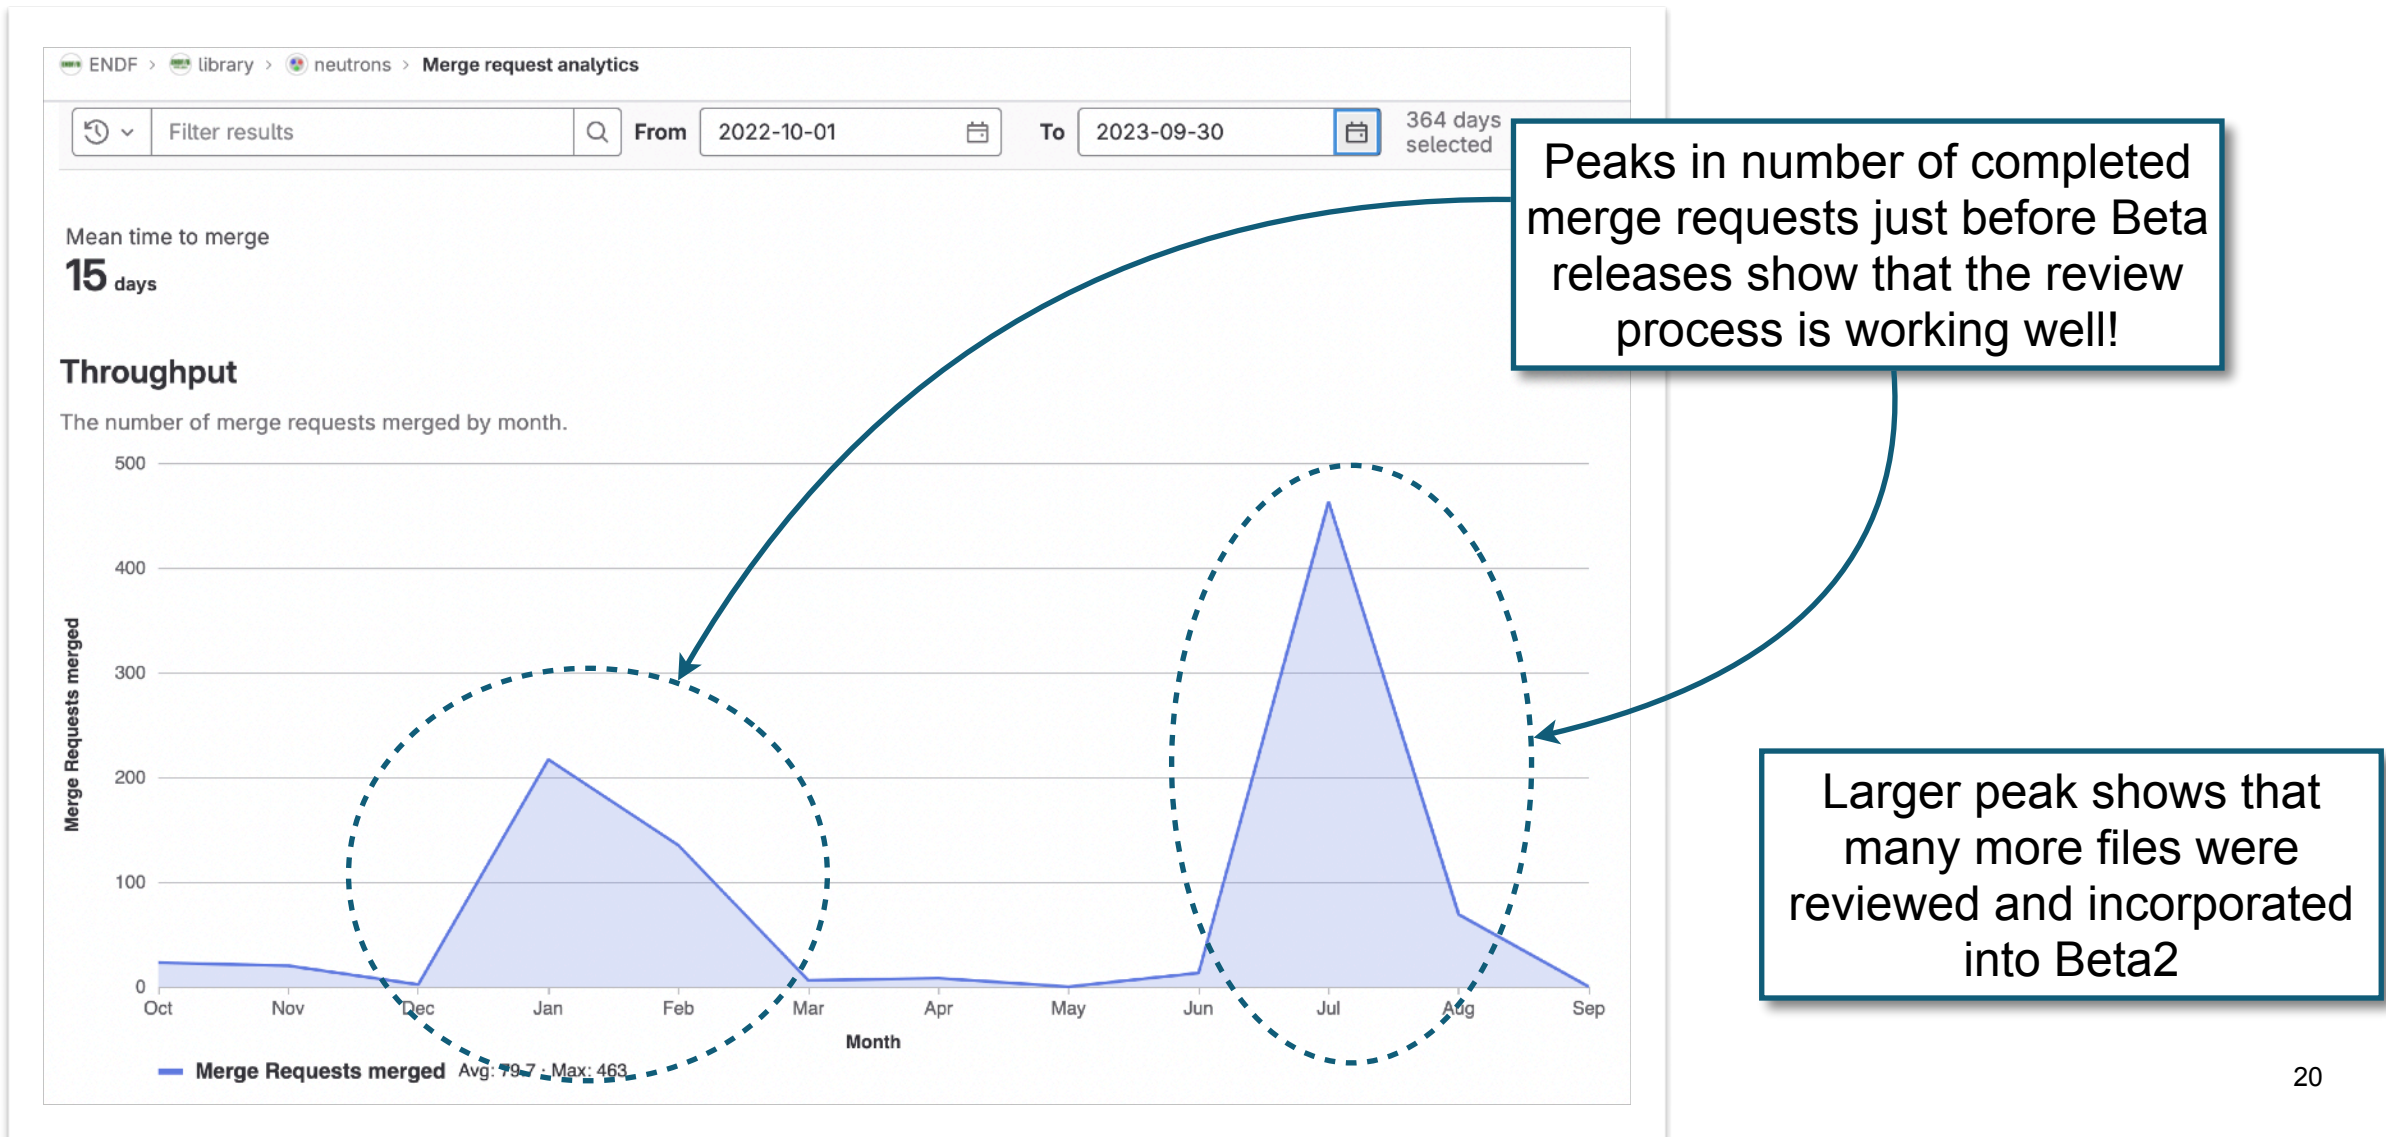 ENDF > library > neutrons > Merge request analytics
Filter results
From 2022-10-01
To 2023-09-30
364 days
selected
Peaks in number of completed
merge requests just before Beta
releases show that the review
process is working well!
Mean time to merge
15 days
Throughput
The number of merge requests merged by month.
500
400
300
200
100
0
Merge Requests merged
Oct Nov Dec Jan Feb Mar Apr May Jun Jul Aug Sep
Month
Merge Requests merged Avg: 79.7 · Max: 463
Larger peak shows that
many more files were
reviewed and incorporated
into Beta2
20